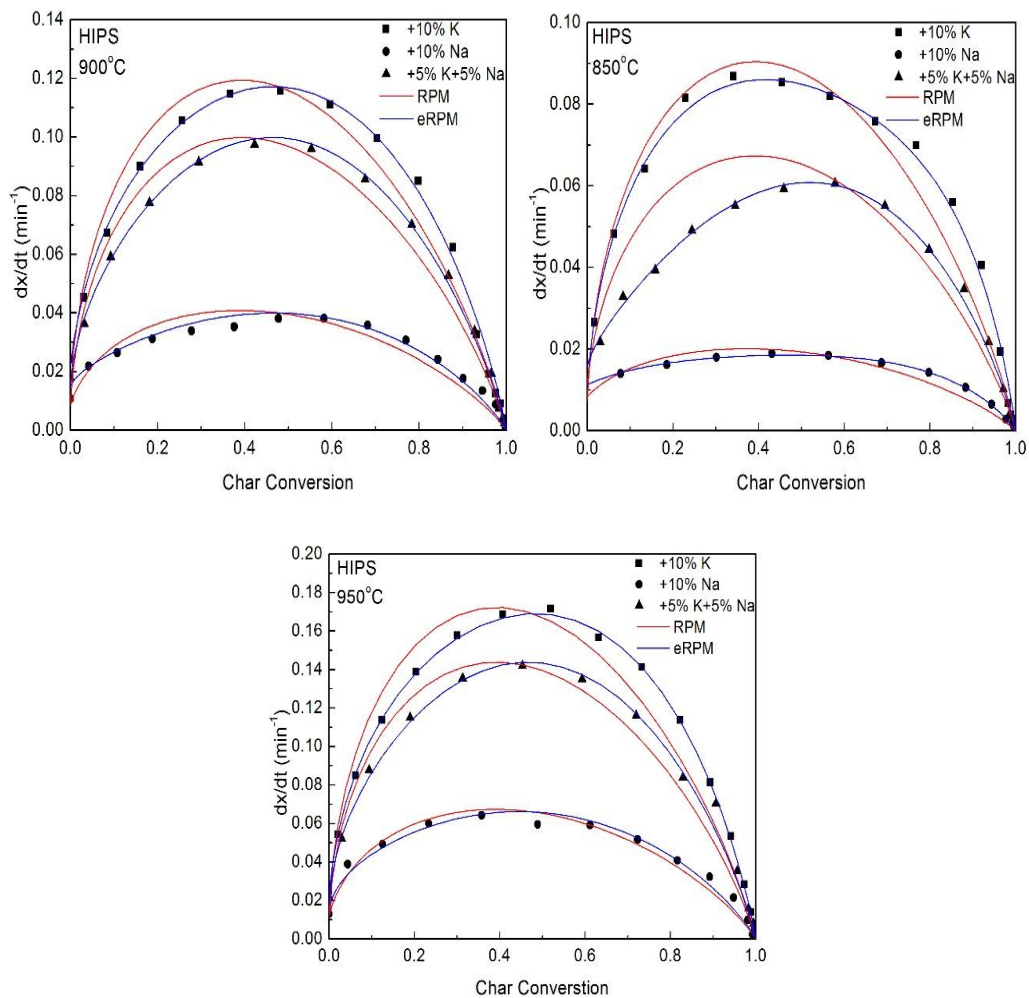 HIPS
900°C
+10% K
+10% Na
+5% K+5% Na
RPM
eRPM
0.14
0.12
0.10
0.08
0.06
0.04
0.02
0.00
dx/dt (min⁻¹)
0.0 0.2 0.4 0.6 0.8 1.0
Char Conversion
HIPS
850°C
+10% K
+10% Na
+5% K+5% Na
RPM
eRPM
0.10
0.08
0.06
0.04
0.02
0.00
dx/dt (min⁻¹)
0.0 0.2 0.4 0.6 0.8 1.0
Char Conversion
HIPS
950°C
+10% K
+10% Na
+5% K+5% Na
RPM
eRPM
0.20
0.18
0.16
0.14
0.12
0.10
0.08
0.06
0.04
0.02
0.00
dx/dt (min⁻¹)
0.0 0.2 0.4 0.6 0.8 1.0
Char Converstion